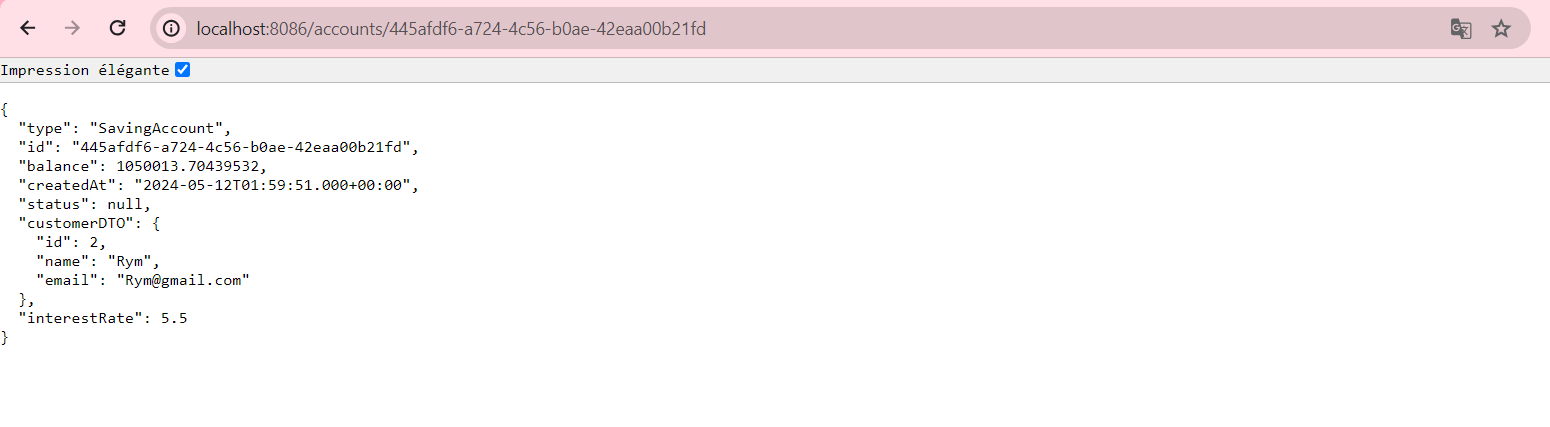 localhost:8086/accounts/445afdf6-a724-4c56-b0ae-42eaa00b21fd
Impression élégante
{
  "type": "SavingAccount",
  "id": "445afdf6-a724-4c56-b0ae-42eaa00b21fd",
  "balance": 1050013.70439532,
  "createdAt": "2024-05-12T01:59:51.000+00:00",
  "status": null,
  "customerDTO": {
    "id": 2,
    "name": "Rym",
    "email": "Rym@gmail.com"
  },
  "interestRate": 5.5
}